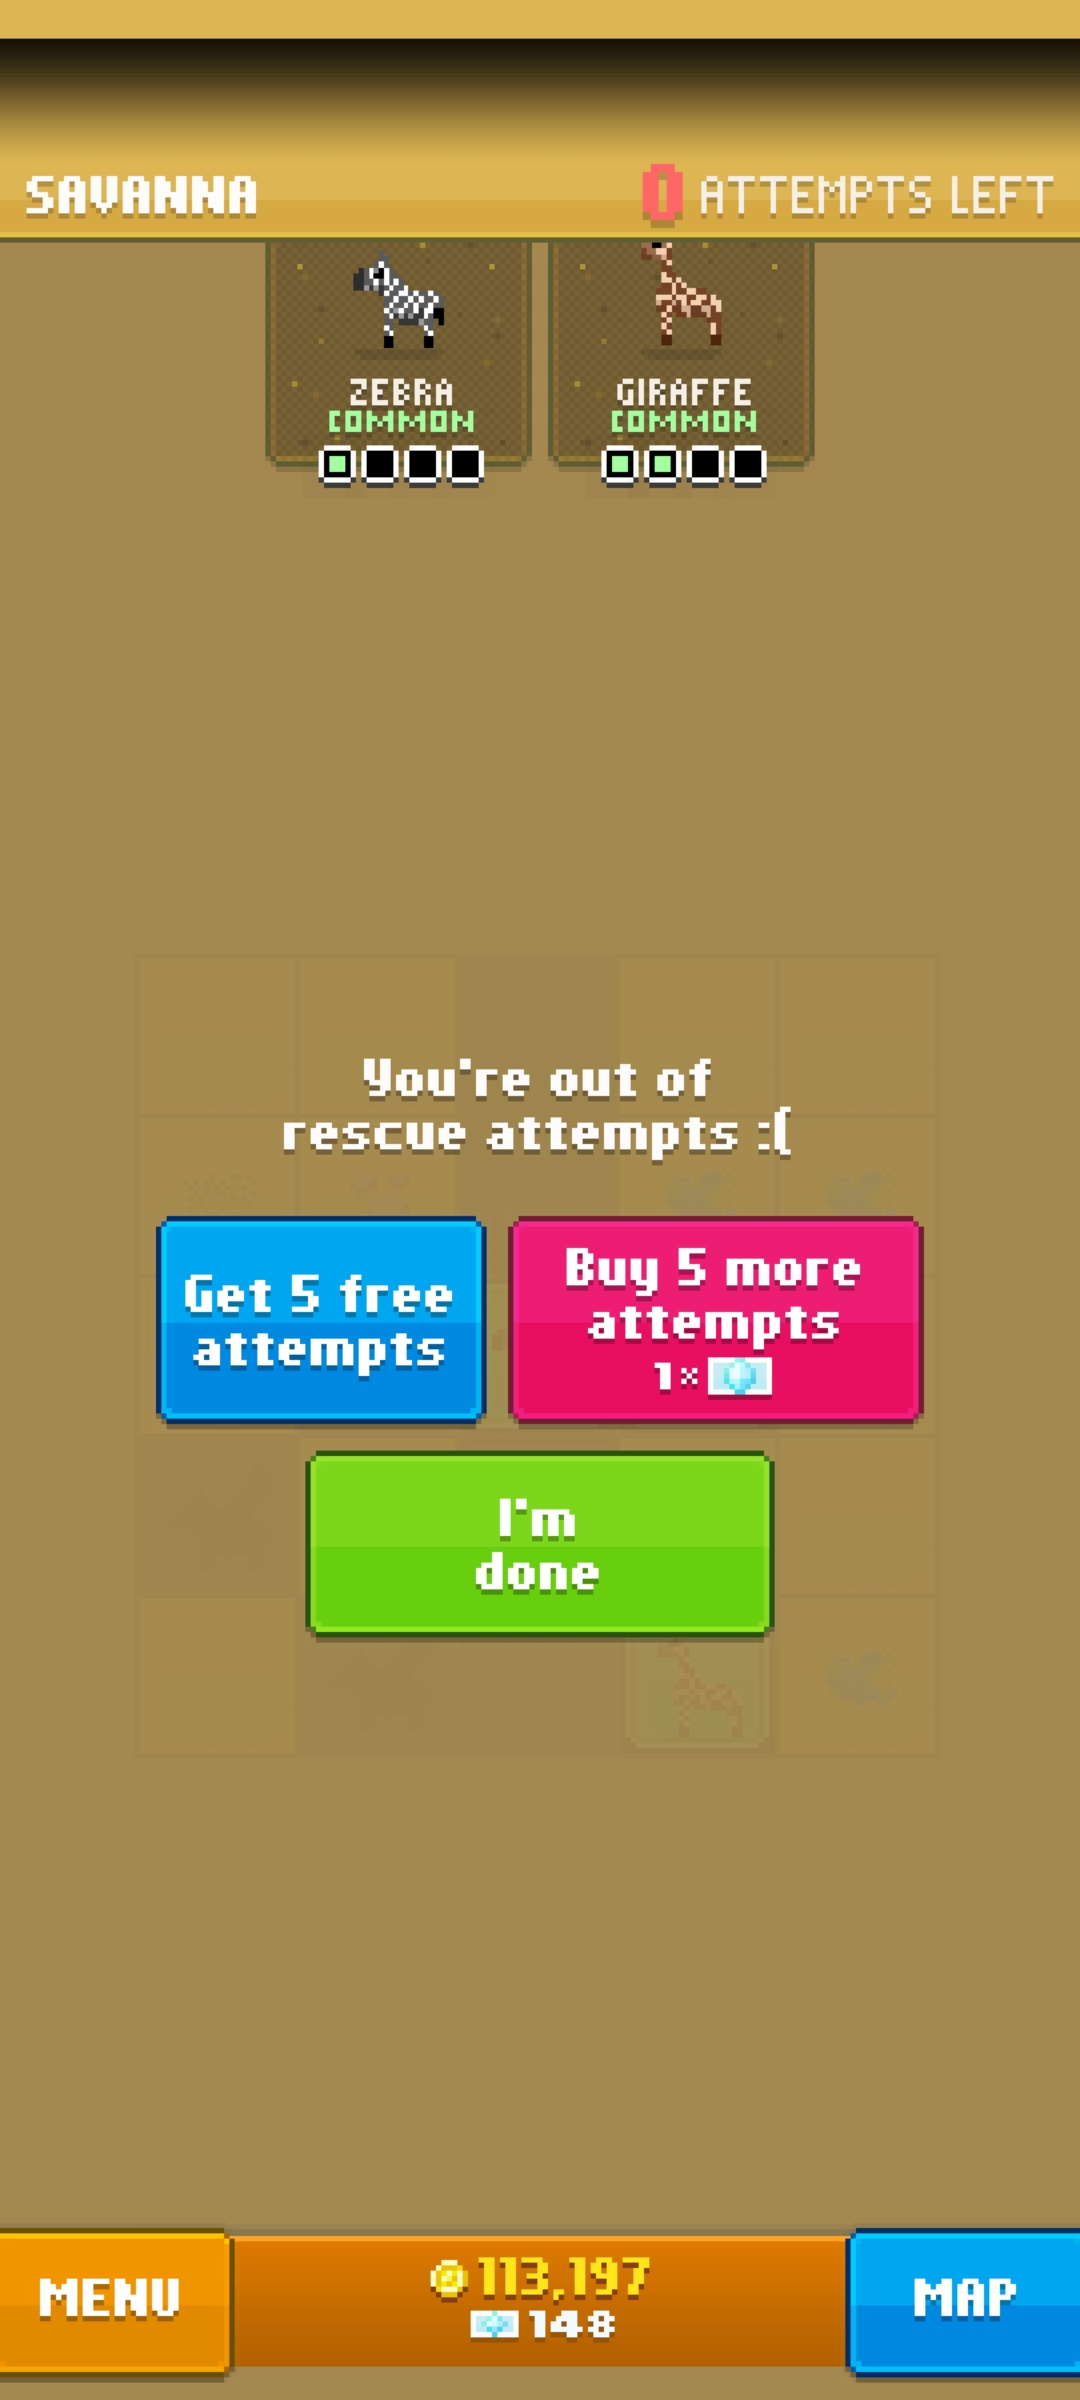 SAVANNA
0 ATTEMPTS LEFT
ZEBRA
COMMON
GIRAFFE
COMMON
You're out of
rescue attempts :(
Get 5 free
attempts
Buy 5 more
attempts
1×
I'm
done
MENU
113,197
148
MAP